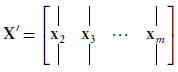 X′ = [ x₂ x₃ ⋯ xₘ ]